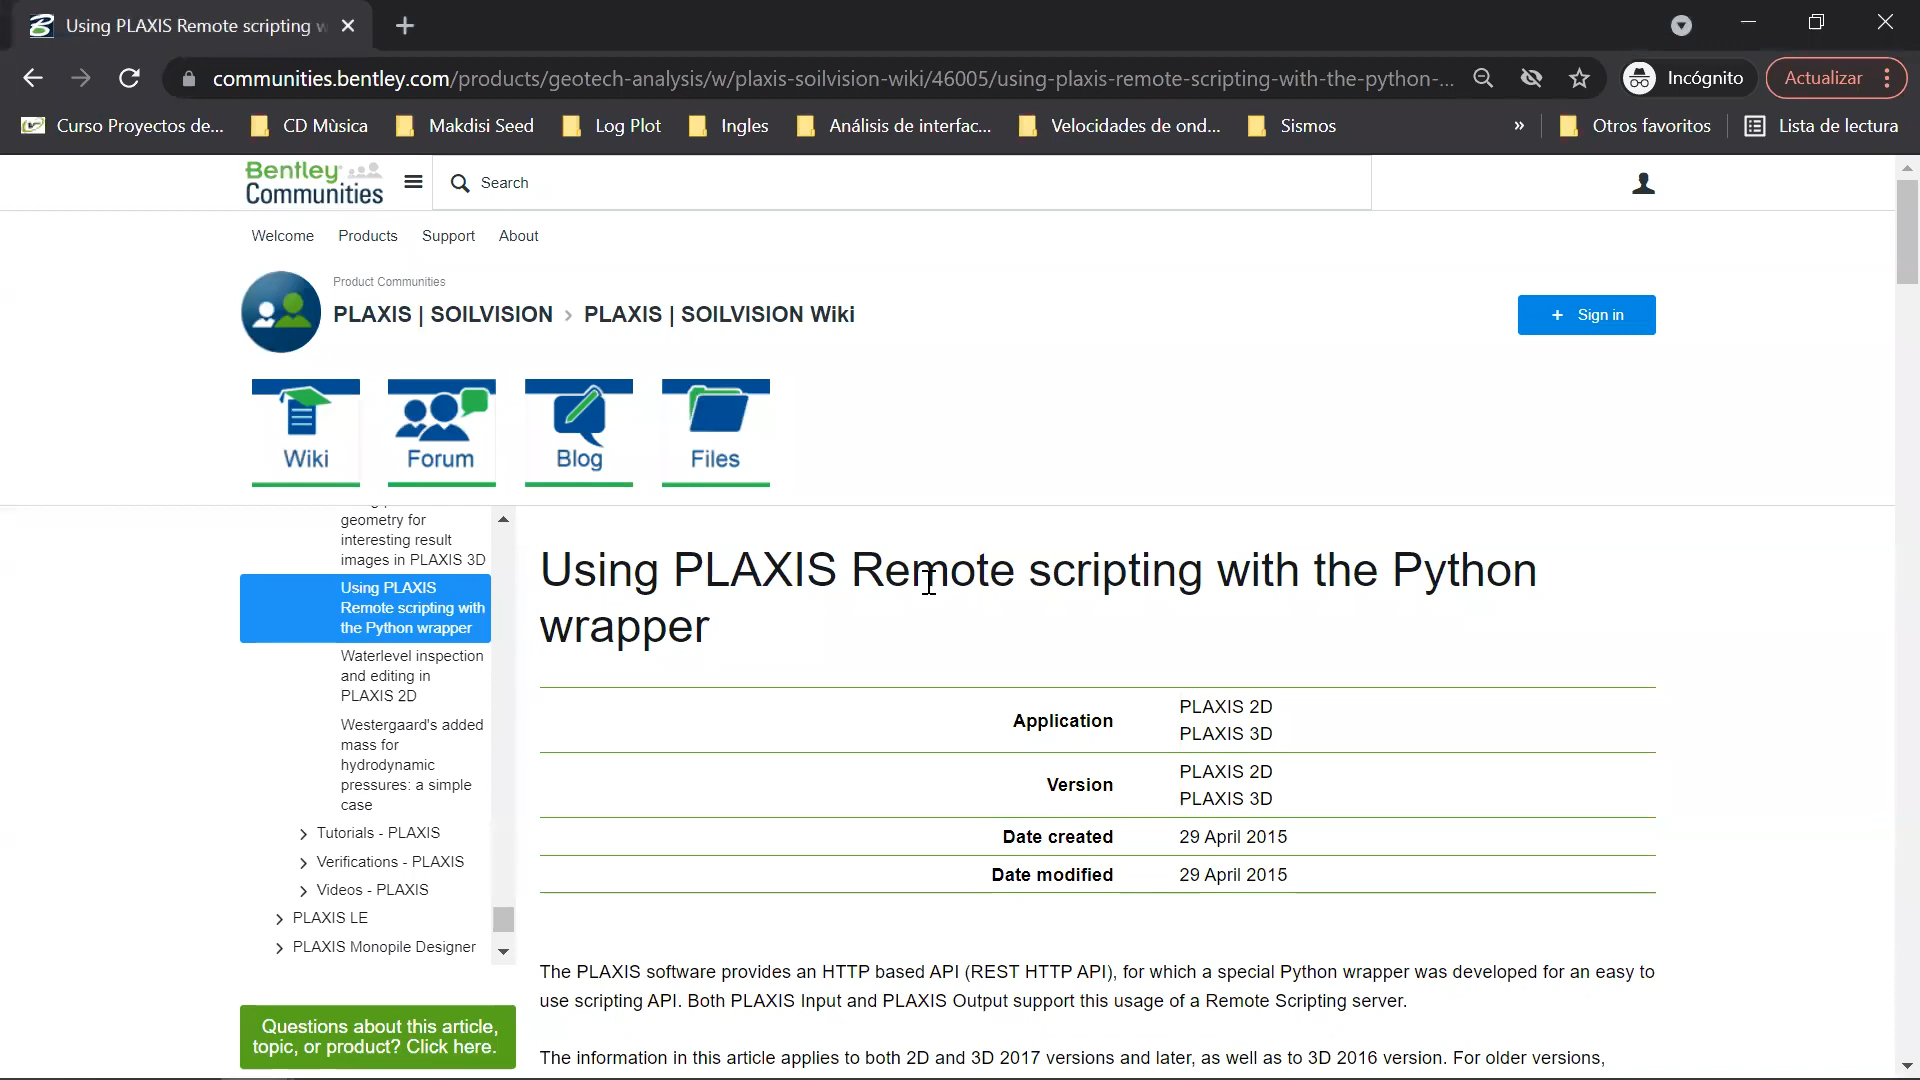 Using PLAXIS Remote scripting w
communities.bentley.com/products/geotech-analysis/w/plaxis-soilvision-wiki/46005/using-plaxis-remote-scripting-with-the-python-...
Incógnito
Actualizar
Curso Proyectos de...
CD Mùsica
Makdisi Seed
Log Plot
Ingles
Análisis de interfac...
Velocidades de ond...
Sismos
»
Otros favoritos
Lista de lectura
Bentley
Communities
Search
Welcome
Products
Support
About
Product Communities
PLAXIS | SOILVISION > PLAXIS | SOILVISION Wiki
+ Sign in
Wiki
Forum
Blog
Files
geometry for
interesting result
images in PLAXIS 3D
Using PLAXIS
Remote scripting with
the Python wrapper
Waterlevel inspection
and editing in
PLAXIS 2D
Westergaard's added
mass for
hydrodynamic
pressures: a simple
case
Tutorials - PLAXIS
Verifications - PLAXIS
Videos - PLAXIS
PLAXIS LE
PLAXIS Monopile Designer
Questions about this article,
topic, or product? Click here.
Using PLAXIS Remote scripting with the Python
wrapper
Application
PLAXIS 2D
PLAXIS 3D
Version
PLAXIS 2D
PLAXIS 3D
Date created
29 April 2015
Date modified
29 April 2015
The PLAXIS software provides an HTTP based API (REST HTTP API), for which a special Python wrapper was developed for an easy to
use scripting API. Both PLAXIS Input and PLAXIS Output support this usage of a Remote Scripting server.
The information in this article applies to both 2D and 3D 2017 versions and later, as well as to 3D 2016 version. For older versions,